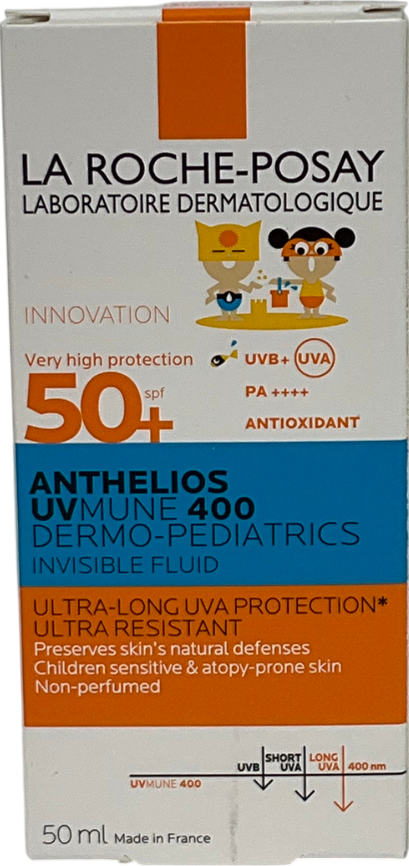 LA ROCHE-POSAY
LABORATOIRE DERMATOLOGIQUE
INNOVATION
Very high protection
50+ spf
UVB+ UVA
PA ++++
ANTIOXIDANT
ANTHELIOS
UVMUNE 400
DERMO-PEDIATRICS
INVISIBLE FLUID
ULTRA-LONG UVA PROTECTION*
ULTRA RESISTANT
Preserves skin's natural defenses
Children sensitive & atopy-prone skin
Non-perfumed
UVB SHORT UVA LONG UVA 400 nm
UVMUNE 400
50 ml Made in France